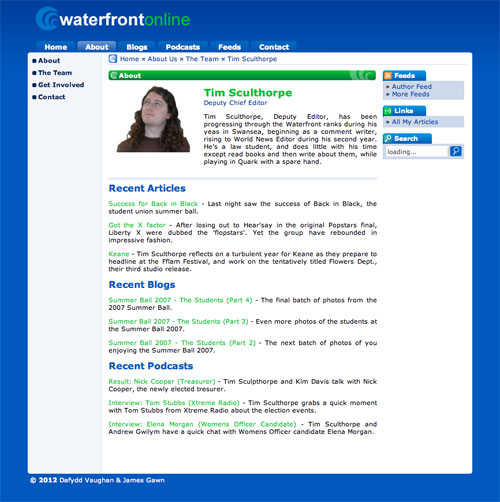 waterfrontonline
Home About Blogs Podcasts Feeds Contact
About
The Team
Get Involved
Contact
Home » About Us » The Team » Tim Sculthorpe
About
Tim Sculthorpe
Deputy Chief Editor
Tim Sculthorpe, Deputy Editor, has been
progressing through the Waterfront ranks during his
yeas in Swansea, beginning as a comment writer,
rising to World News Editor during his second year.
He's a law student, and does little with his time
except read books and then write about them, while
playing in Quark with a spare hand.
Recent Articles
Success for Back in Black - Last night saw the success of Back in Black, the
student union summer ball.
Got the X factor - After losing out to Hear'say in the original Popstars final,
Liberty X were dubbed the 'flopstars'. Yet the group have rebounded in
impressive fashion.
Keane - Tim Sculthorpe reflects on a turbulent year for Keane as they prepare to
headline at the Fflam Festival, and work on the tentatively titled Flowers Dept.,
their third studio release.
Recent Blogs
Summer Ball 2007 - The Students (Part 4) - The final batch of photos from the
2007 Summer Ball.
Summer Ball 2007 - The Students (Part 3) - Even more photos of the students at
the Summer Ball 2007.
Summer Ball 2007 - The Students (Part 2) - The next batch of photos of you
enjoying the Summer Ball 2007.
Recent Podcasts
Result: Nick Cooper (Treasurer) - Tim Sculpthorpe and Kim Davis talk with Nick
Cooper, the newly elected tresurer.
Interview: Tom Stubbs (Xtreme Radio) - Tim Sculthorpe grabs a quick moment
with Tom Stubbs from Xtreme Radio about the election events.
Interview: Elena Morgan (Womens Officer Candidate) - Tim Sculthorpe and
Andrew Gwilym have a quick chat with Womens Officer candidate Elena Morgan.
Feeds
» Author Feed
» More Feeds
Links
» All My Articles
Search
loading...
© 2012 Dafydd Vaughan & James Gawn